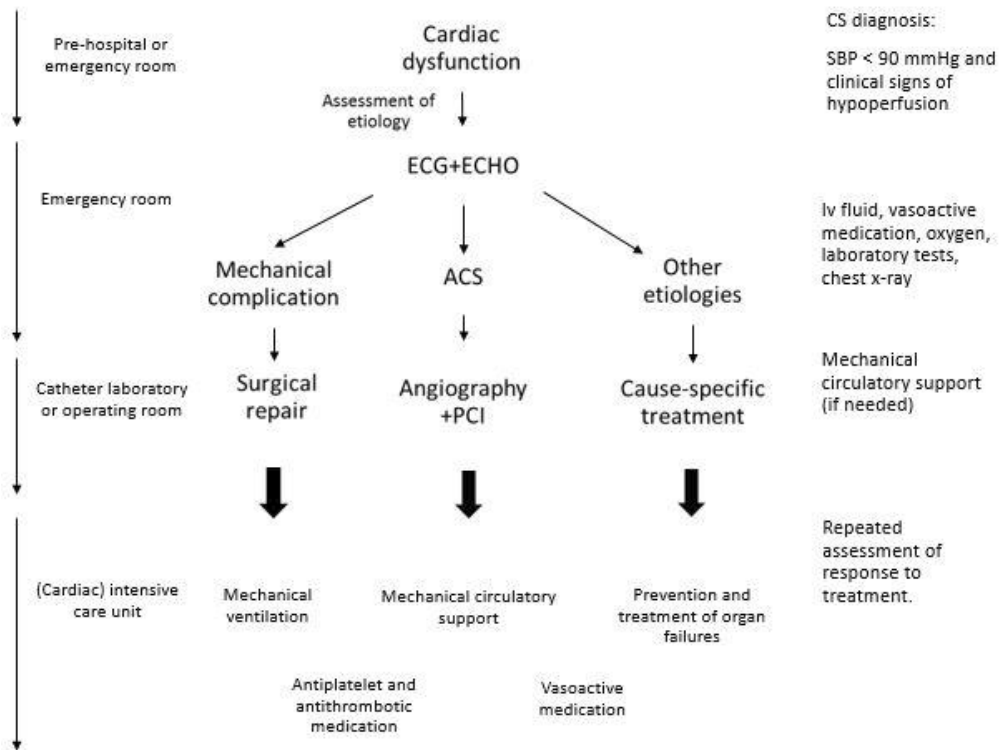 Pre-hospital or
emergency room
Cardiac
dysfunction
CS diagnosis:
SBP < 90 mmHg and
clinical signs of
hypoperfusion
Assessment of
etiology
ECG+ECHO
Emergency room
Iv fluid, vasoactive
medication, oxygen,
laboratory tests,
chest x-ray
Mechanical
complication
ACS
Other
etiologies
Catheter laboratory
or operating room
Surgical
repair
Angiography
+PCI
Cause-specific
treatment
Mechanical
circulatory support
(if needed)
(Cardiac) intensive
care unit
Mechanical
ventilation
Mechanical circulatory
support
Prevention and
treatment of organ
failures
Repeated
assessment of
response to
treatment.
Antiplatelet and
antithrombotic
medication
Vasoactive
medication